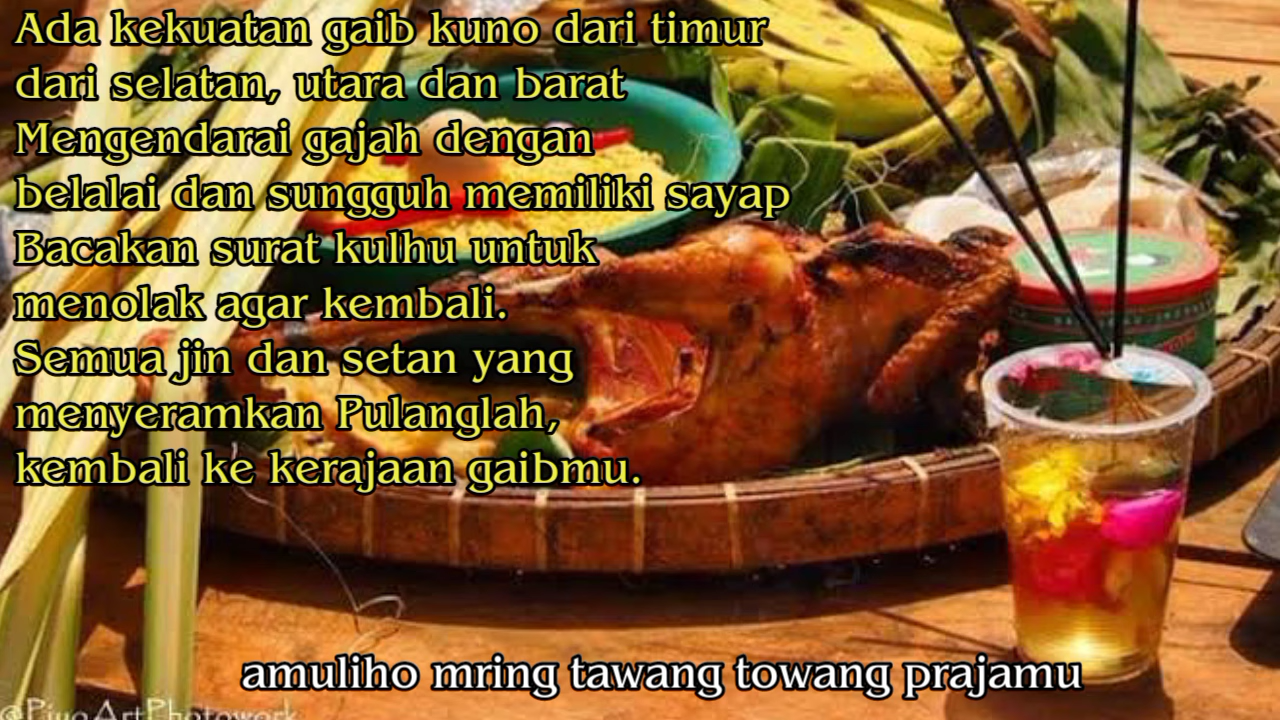 Ada kekuatan gaib kuno dari timur
dari selatan, utara dan barat
Mengendarai gajah dengan
belalai dan sungguh memiliki sayap
Bacakan surat kulhu untuk
menolak agar kembali.
Semua jin dan setan yang
menyeramkan Pulanglah,
kembali ke kerajaan gaibmu.
amuliho mring tawang towang prajamu